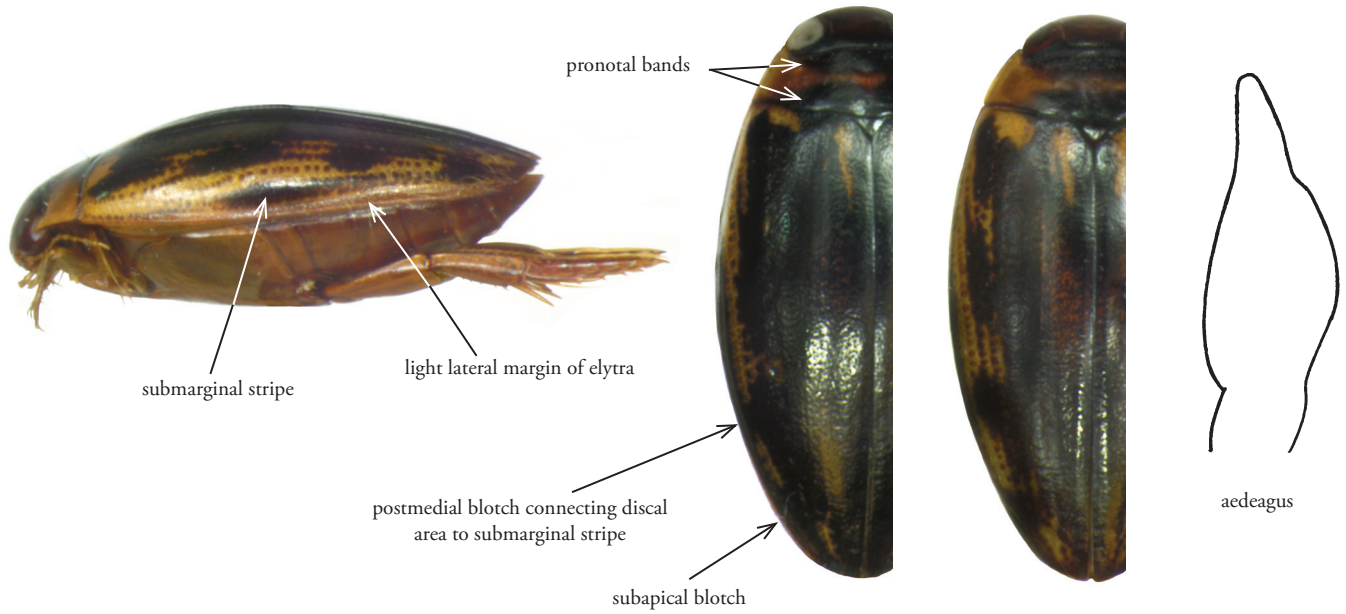 pronotal bands
submarginal stripe
light lateral margin of elytra
postmedial blotch connecting discal
area to submarginal stripe
subapical blotch
aedeagus